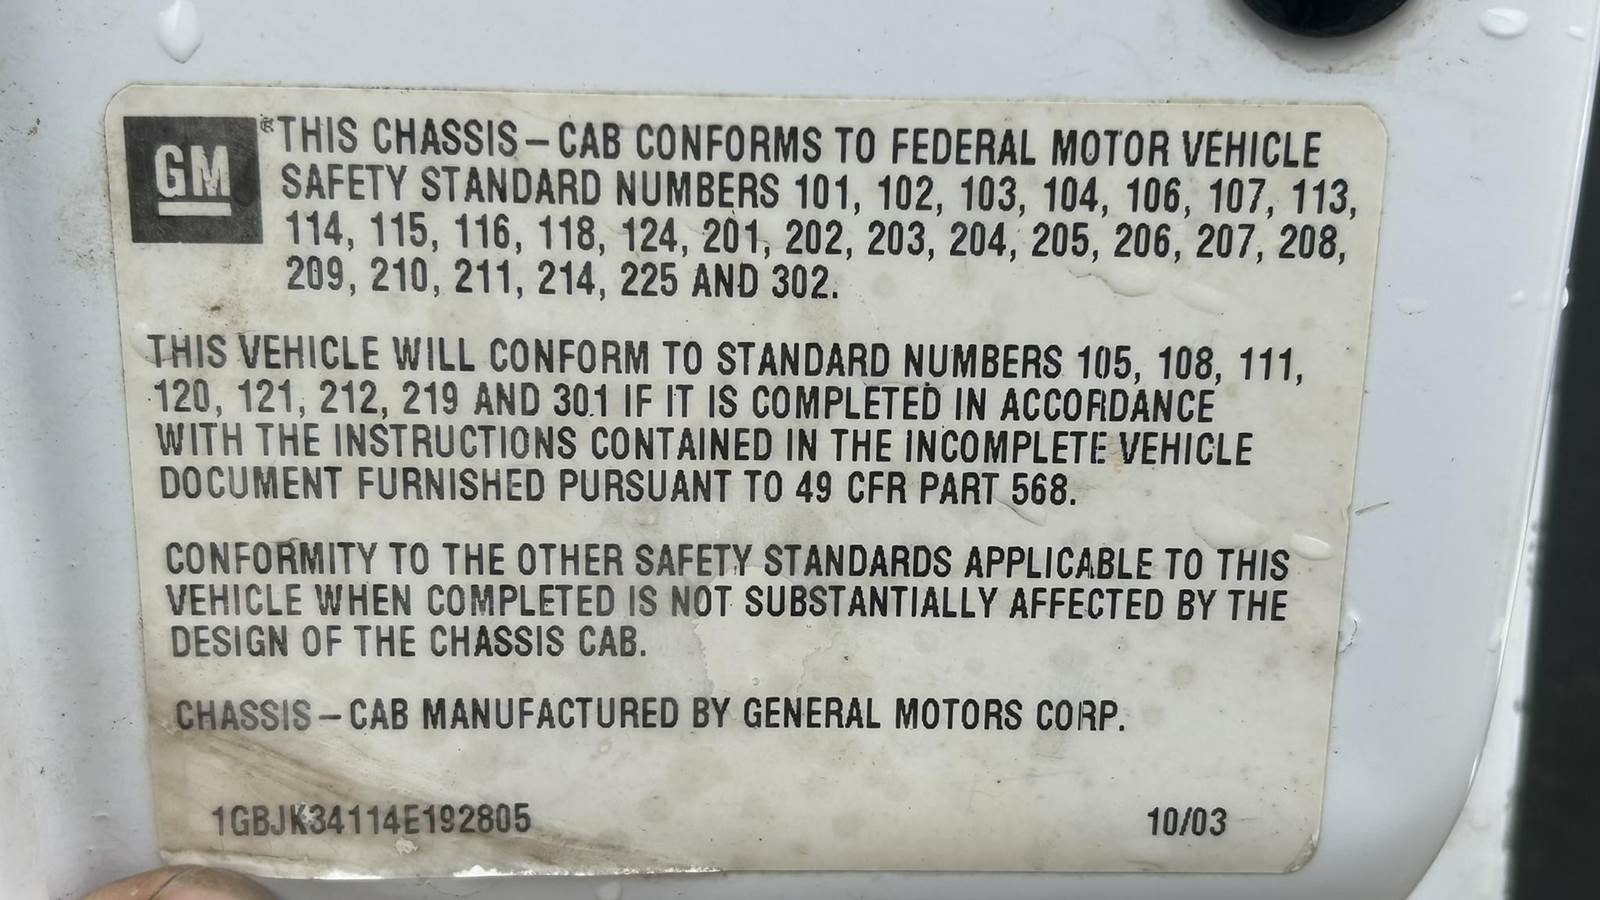 GM ® THIS CHASSIS – CAB CONFORMS TO FEDERAL MOTOR VEHICLE
SAFETY STANDARD NUMBERS 101, 102, 103, 104, 106, 107, 113,
114, 115, 116, 118, 124, 201, 202, 203, 204, 205, 206, 207, 208,
209, 210, 211, 214, 225 AND 302.
THIS VEHICLE WILL CONFORM TO STANDARD NUMBERS 105, 108, 111,
120, 121, 212, 219 AND 301 IF IT IS COMPLETED IN ACCORDANCE
WITH THE INSTRUCTIONS CONTAINED IN THE INCOMPLETE VEHICLE
DOCUMENT FURNISHED PURSUANT TO 49 CFR PART 568.
CONFORMITY TO THE OTHER SAFETY STANDARDS APPLICABLE TO THIS
VEHICLE WHEN COMPLETED IS NOT SUBSTANTIALLY AFFECTED BY THE
DESIGN OF THE CHASSIS CAB.
CHASSIS – CAB MANUFACTURED BY GENERAL MOTORS CORP.
1GBJK34114E192805 10/03